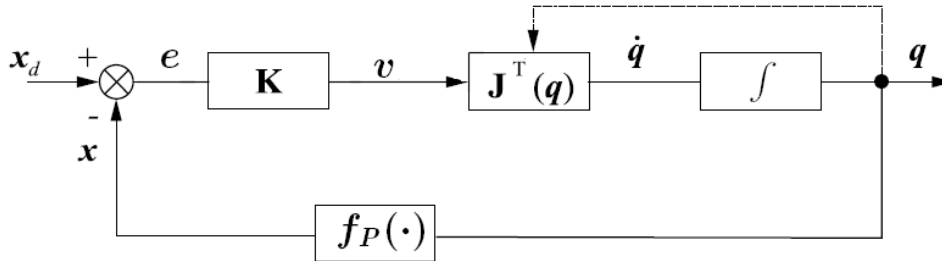 x_d + e K v J^T(q) q̇ ∫ q
-
x
f_P(·)